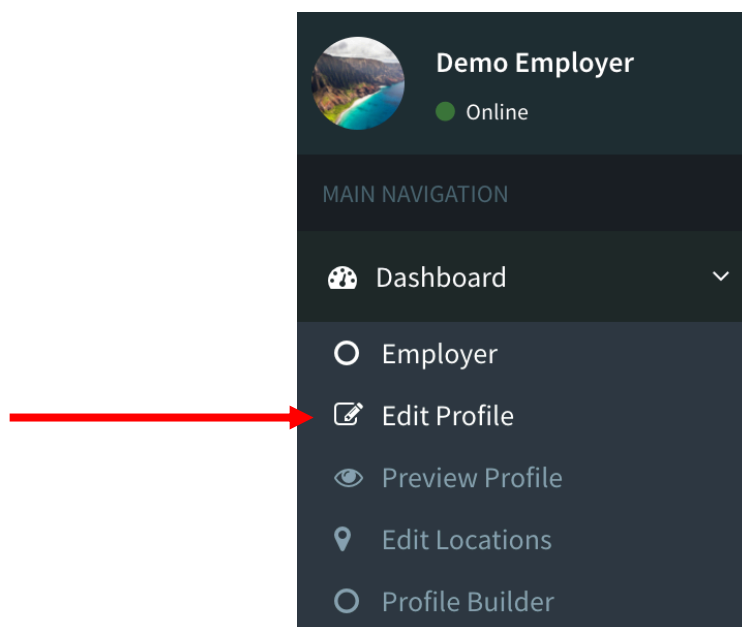 Demo Employer
Online
MAIN NAVIGATION
Dashboard
Employer
Edit Profile
Preview Profile
Edit Locations
Profile Builder